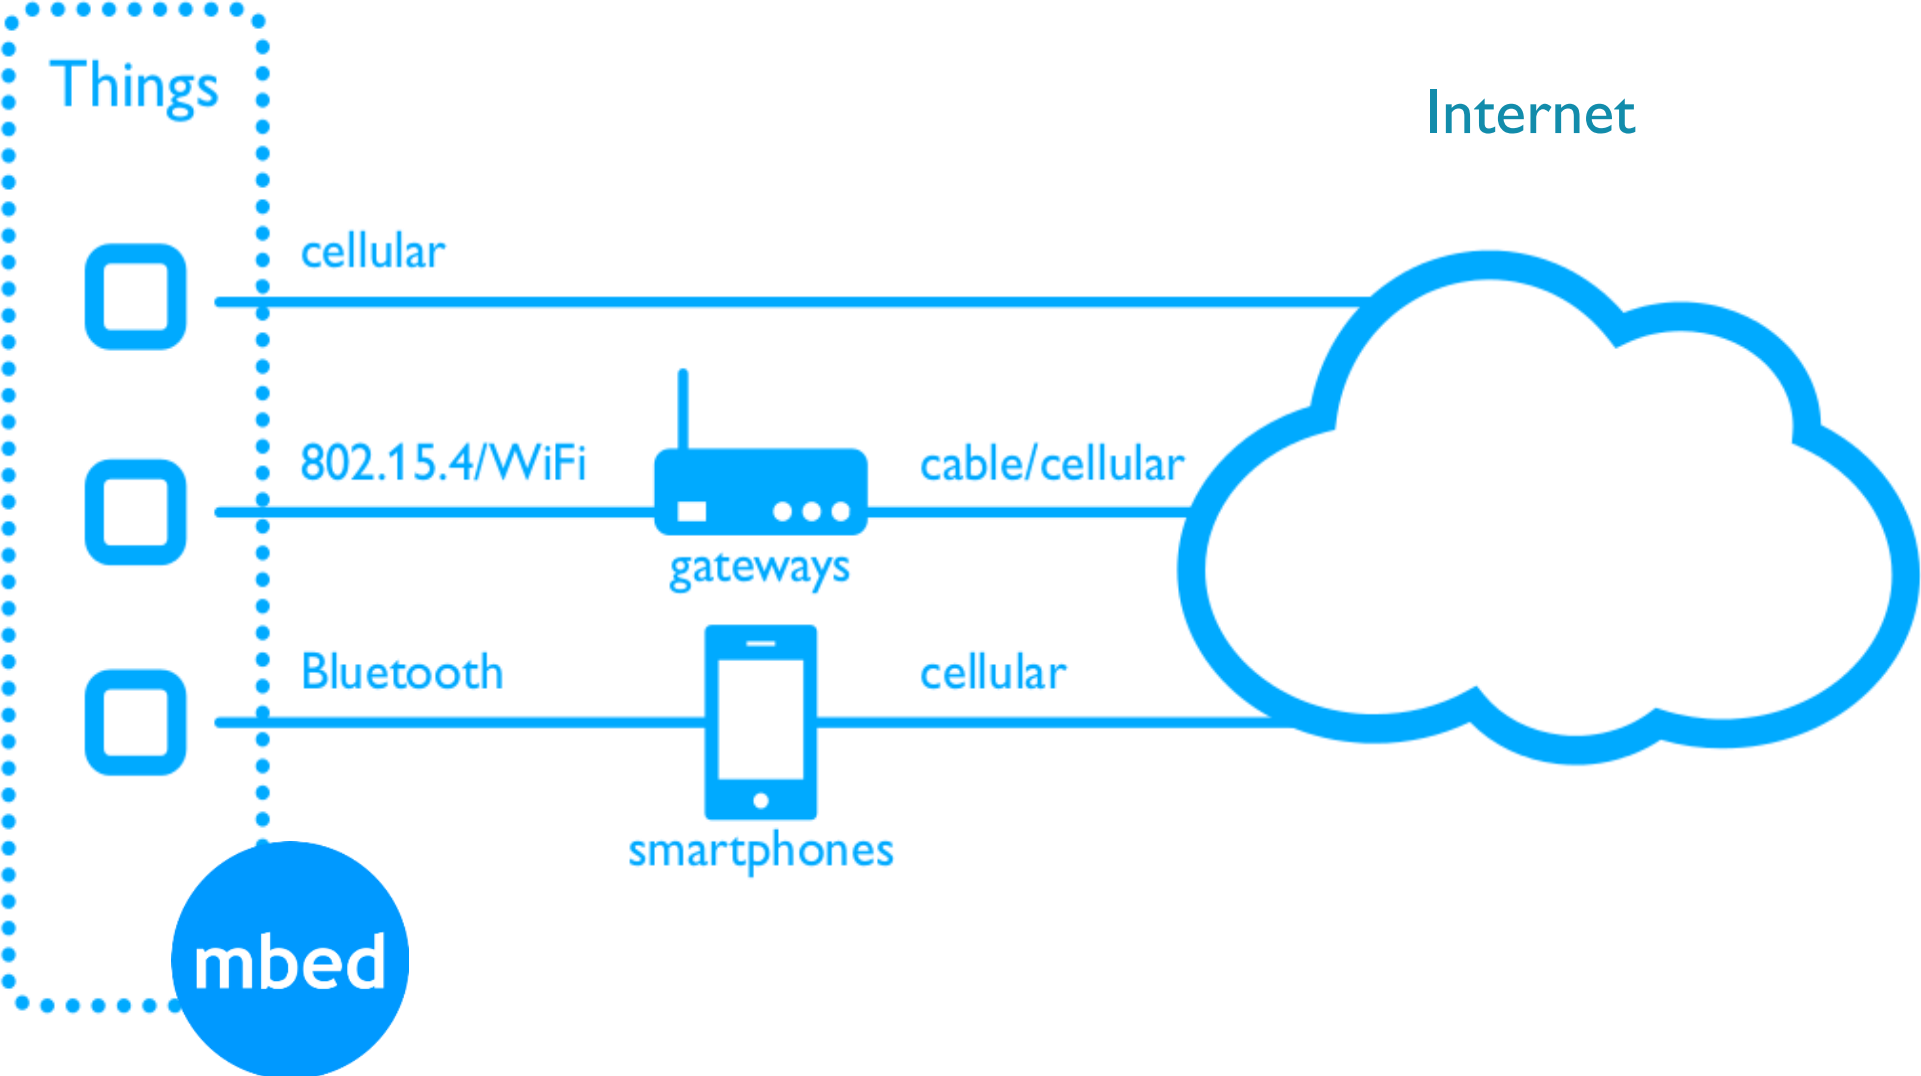 Things
Internet
cellular
802.15.4/WiFi
cable/cellular
gateways
Bluetooth
cellular
smartphones
mbed